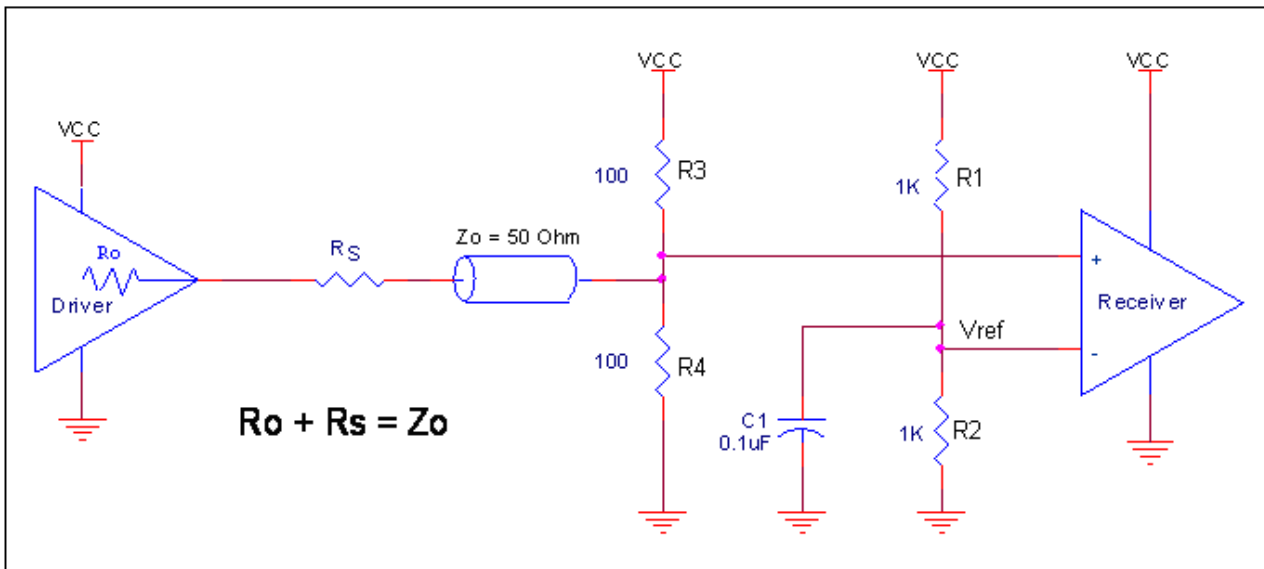 VCC
VCC
VCC
VCC
R3
100
R1
1K
Ro
Driver
RS
Zo = 50 Ohm
+
Receiver
Vref
-
R4
100
Ro + Rs = Zo
C1
0.1uF
R2
1K